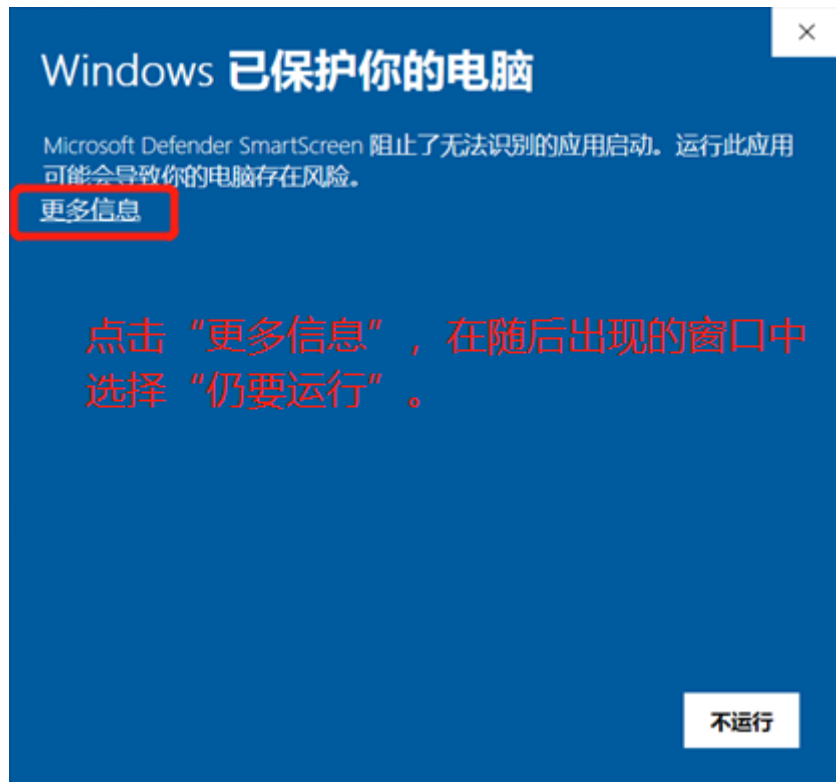 Windows 已保护你的电脑
Microsoft Defender SmartScreen 阻止了无法识别的应用启动。运行此应用
可能会导致你的电脑存在风险。
更多信息
点击“更多信息”，在随后出现的窗口中
选择“仍要运行”。
不运行